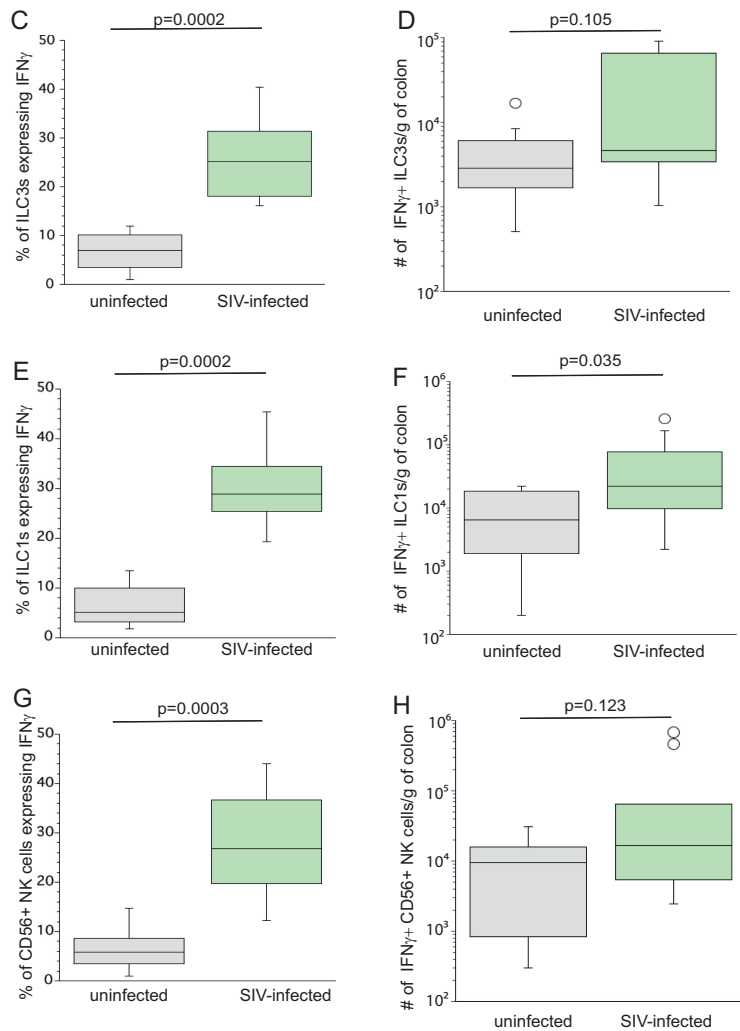 C
p=0.0002
% of ILC3s expressing IFNγ
50
40
30
20
10
0
uninfected
SIV-infected
D
p=0.105
# of IFNγ+ ILC3s/g of colon
10^5
10^4
10^3
10^2
uninfected
SIV-infected
E
p=0.0002
% of ILC1s expressing IFNγ
50
40
30
20
10
0
uninfected
SIV-infected
F
p=0.035
# of IFNγ+ ILC1s/g of colon
10^6
10^5
10^4
10^3
10^2
uninfected
SIV-infected
G
p=0.0003
% of CD56+ NK cells expressing IFNγ
50
40
30
20
10
0
uninfected
SIV-infected
H
p=0.123
# of IFNγ+ CD56+ NK cells/g of colon
10^6
10^5
10^4
10^3
10^2
uninfected
SIV-infected